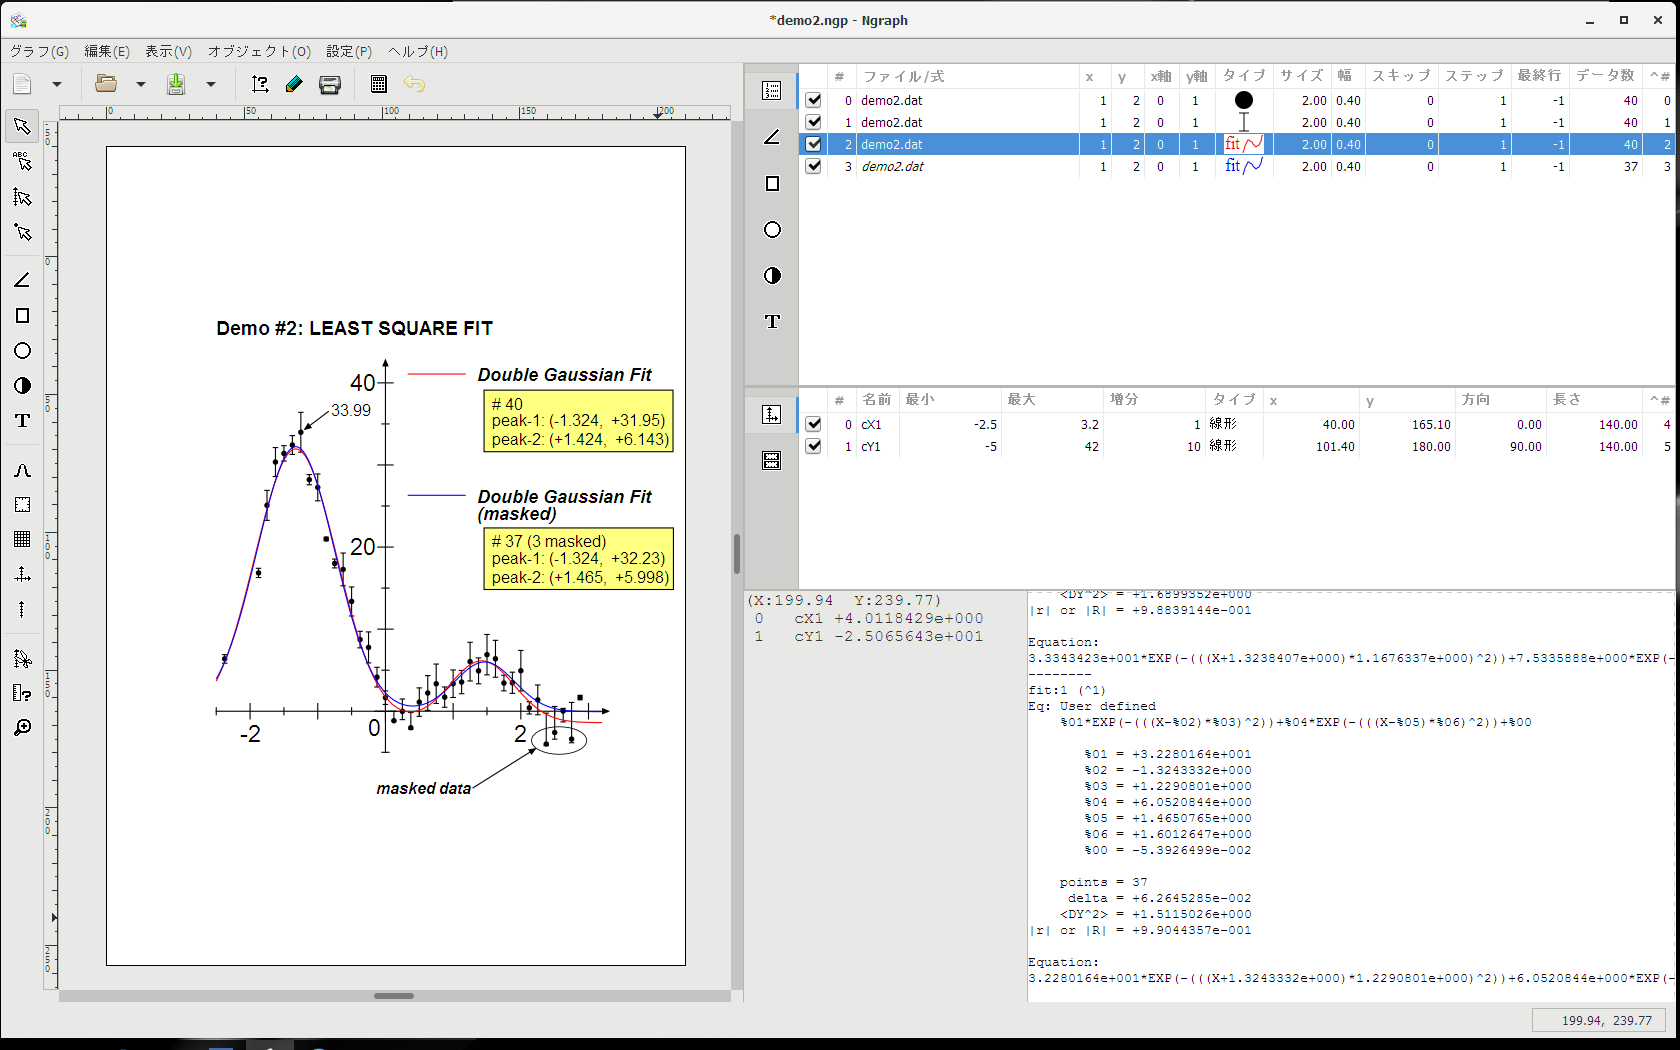 *demo2.ngp - Ngraph
グラフ(G) 編集(E) 表示(V) オブジェクト(O) 設定(P) ヘルプ(H)
0 50 100 150 200
# ファイル/式 x y x軸 y軸 タイプ サイズ 幅 スキップ ステップ 最終行 データ数 ^#
0 demo2.dat 1 2 0 1 2.00 0.40 0 1 -1 40 0
1 demo2.dat 1 2 0 1 2.00 0.40 0 1 -1 40 1
2 demo2.dat 1 2 0 1 fit 2.00 0.40 0 1 -1 40 2
3 demo2.dat 1 2 0 1 fit 2.00 0.40 0 1 -1 37 3
ABC
T
T
Demo #2: LEAST SQUARE FIT
40
33.99
Double Gaussian Fit
# 40
peak-1: (-1.324, +31.95)
peak-2: (+1.424, +6.143)
Double Gaussian Fit
(masked)
20
# 37 (3 masked)
peak-1: (-1.324, +32.23)
peak-2: (+1.465, +5.998)
-2 0 2
masked data
# 名前 最小 最大 増分 タイプ x y 方向 長さ ^#
0 cX1 -2.5 3.2 1 線形 40.00 165.10 0.00 140.00 4
1 cY1 -5 42 10 線形 101.40 180.00 90.00 140.00 5
(X:199.94 Y:239.77)
0 cX1 +4.0118429e+000
1 cY1 -2.5065643e+001
<DY^2> = +1.6899352e+000
|r| or |R| = +9.8839144e-001
Equation:
3.3343423e+001*EXP(-(((X+1.3238407e+000)*1.1676337e+000)^2))+7.5335888e+000*EXP(-
--------
fit:1 (^1)
Eq: User defined
%01*EXP(-(((X-%02)*%03)^2))+%04*EXP(-(((X-%05)*%06)^2))+%00
%01 = +3.2280164e+001
%02 = -1.3243332e+000
%03 = +1.2290801e+000
%04 = +6.0520844e+000
%05 = +1.4650765e+000
%06 = +1.6012647e+000
%00 = -5.3926499e-002
points = 37
delta = +6.2645285e-002
<DY^2> = +1.5115026e+000
|r| or |R| = +9.9044357e-001
Equation:
3.2280164e+001*EXP(-(((X+1.3243332e+000)*1.2290801e+000)^2))+6.0520844e+000*EXP(-
199.94, 239.77